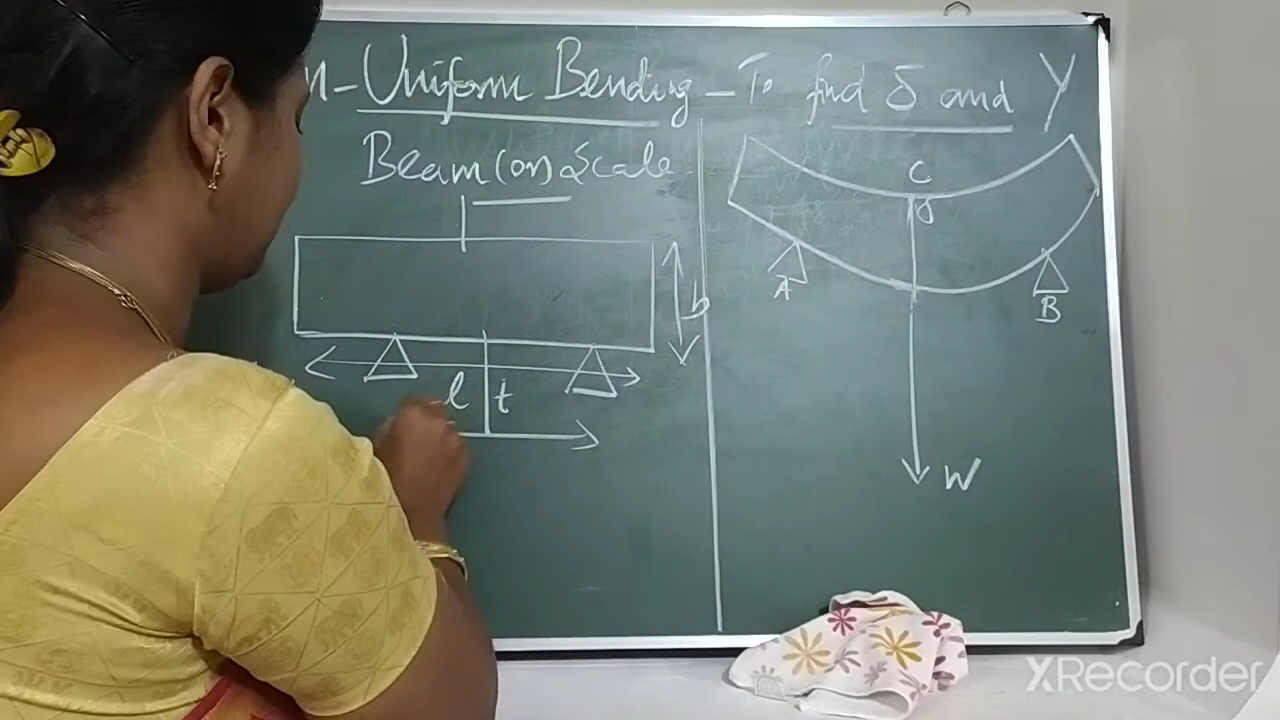 n-Uniform Bending - To find δ and Y
Beam (or) Scale
b
l t
C
δ
A
B
W
XRecorder